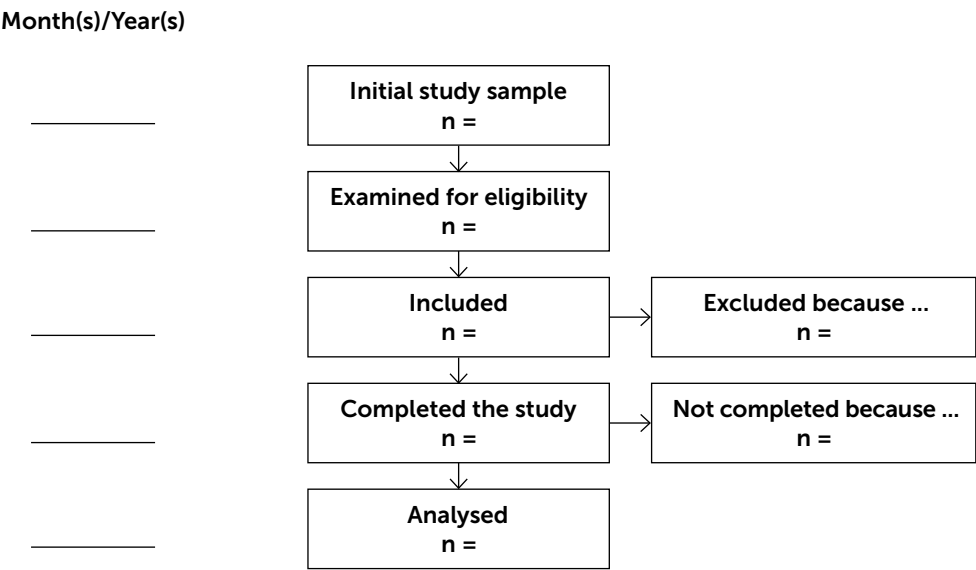 Month(s)/Year(s)
Initial study sample
n =
Examined for eligibility
n =
Included
n =
Excluded because ...
n =
Completed the study
n =
Not completed because ...
n =
Analysed
n =